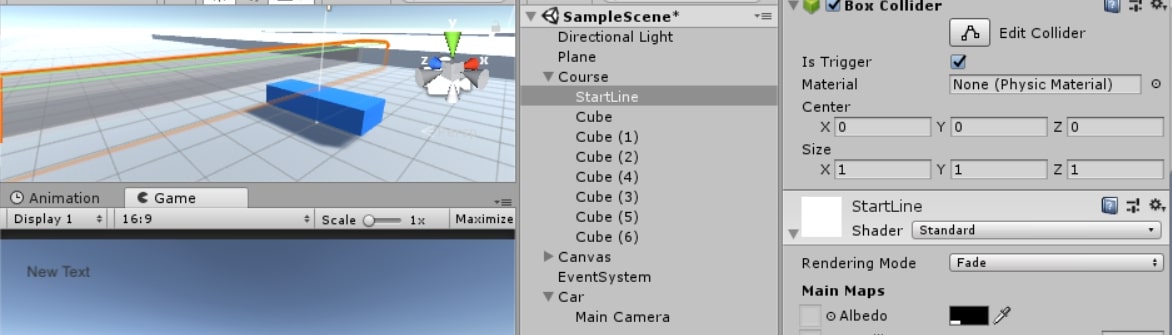 Y
Z
X
Animation
Game
Display 1
16:9
Scale
1x
Maximize
New Text
SampleScene*
Directional Light
Plane
Course
StartLine
Cube
Cube (1)
Cube (2)
Cube (4)
Cube (3)
Cube (5)
Cube (6)
Canvas
EventSystem
Car
Main Camera
Box Collider
Edit Collider
Is Trigger
Material None (Physic Material)
Center
X 0 Y 0 Z 0
Size
X 1 Y 1 Z 1
StartLine
Shader Standard
Rendering Mode Fade
Main Maps
Albedo